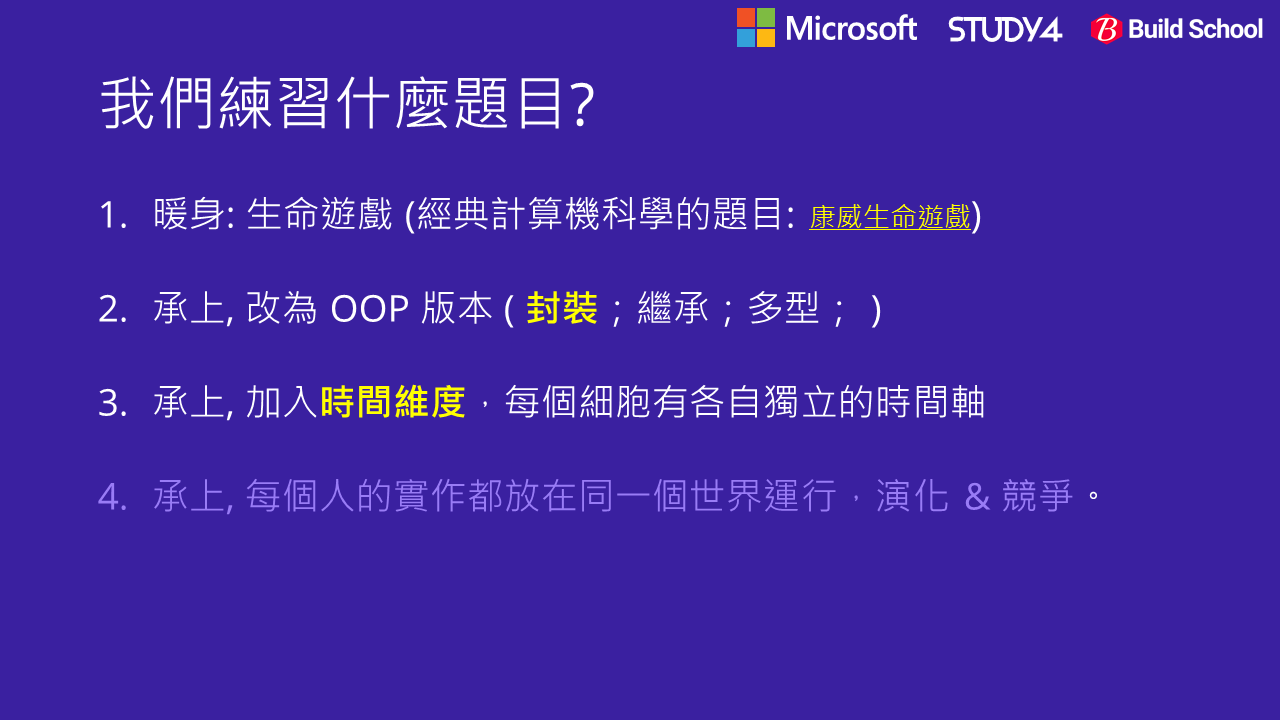 Microsoft STUDY4 Build School
我們練習什麼題目?
1. 暖身: 生命遊戲 (經典計算機科學的題目: 康威生命遊戲)
2. 承上, 改為 OOP 版本 ( 封裝；繼承；多型； )
3. 承上, 加入時間維度，每個細胞有各自獨立的時間軸
4. 承上, 每個人的實作都放在同一個世界運行，演化 & 競爭。